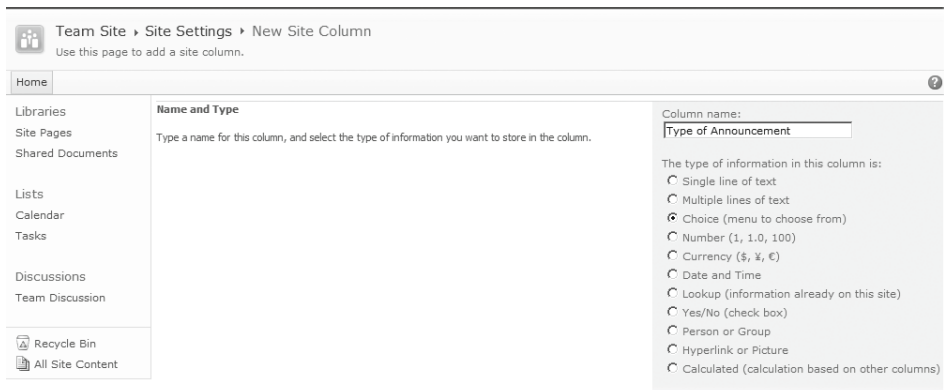 Team Site ▸ Site Settings ▸ New Site Column
Use this page to add a site column.
Home
Libraries
Site Pages
Shared Documents
Lists
Calendar
Tasks
Discussions
Team Discussion
Recycle Bin
All Site Content
Name and Type
Type a name for this column, and select the type of information you want to store in the column.
Column name:
Type of Announcement
The type of information in this column is:
Single line of text
Multiple lines of text
Choice (menu to choose from)
Number (1, 1.0, 100)
Currency ($, ¥, €)
Date and Time
Lookup (information already on this site)
Yes/No (check box)
Person or Group
Hyperlink or Picture
Calculated (calculation based on other columns)